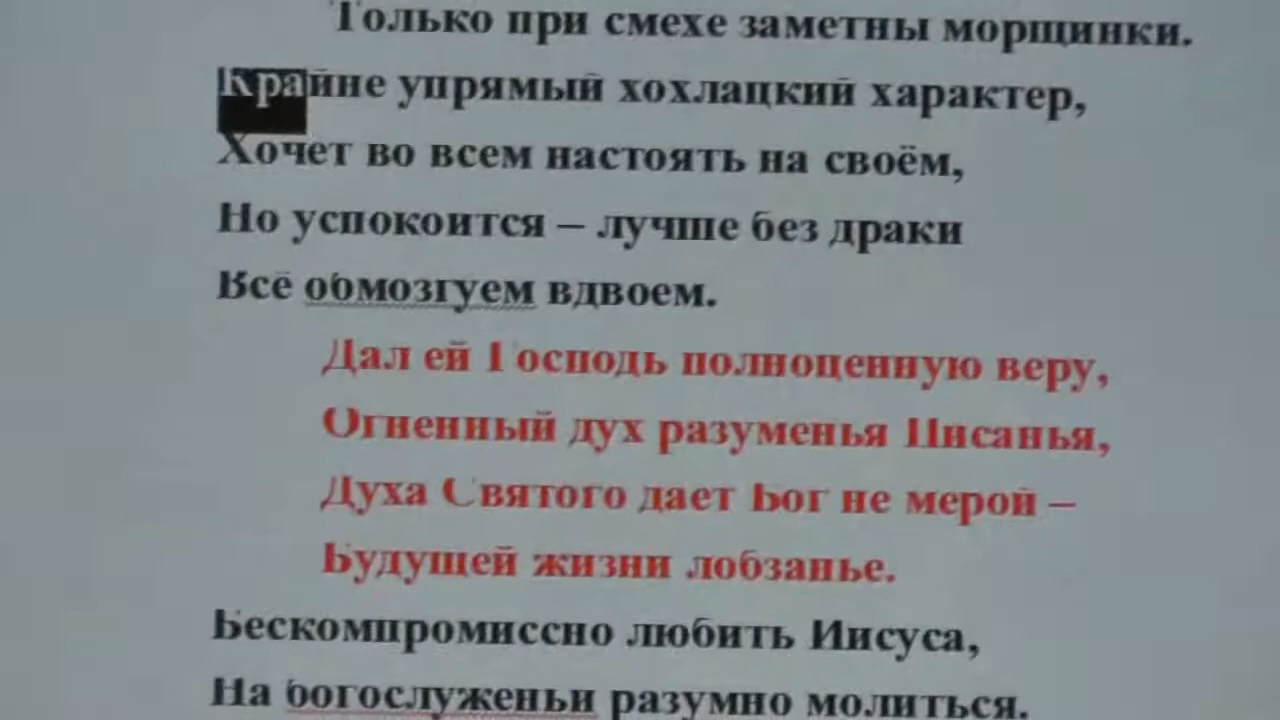 Только при смехе заметны морщинки.
Крайне упрямый хохлацкий характер,
Хочет во всем настоять на своём,
Но успокоится – лучше без драки
Всё обмозгуем вдвоем.
Дал ей Господь полноценную веру,
Огненный дух разуменья Писанья,
Духа Святого дает Бог не мерой –
Будущей жизни лобзанье.
Бескомпромиссно любить Иисуса,
На богослуженьи разумно молиться.